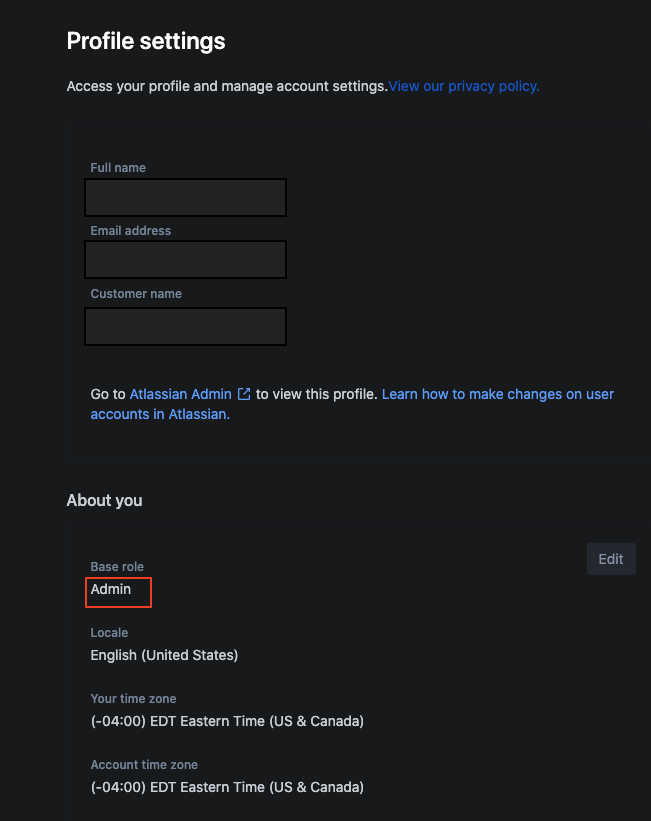 Profile settings
Access your profile and manage account settings.View our privacy policy.
Full name
Email address
Customer name
Go to Atlassian Admin to view this profile. Learn how to make changes on user
accounts in Atlassian.
About you
Edit
Base role
Admin
Locale
English (United States)
Your time zone
(-04:00) EDT Eastern Time (US & Canada)
Account time zone
(-04:00) EDT Eastern Time (US & Canada)